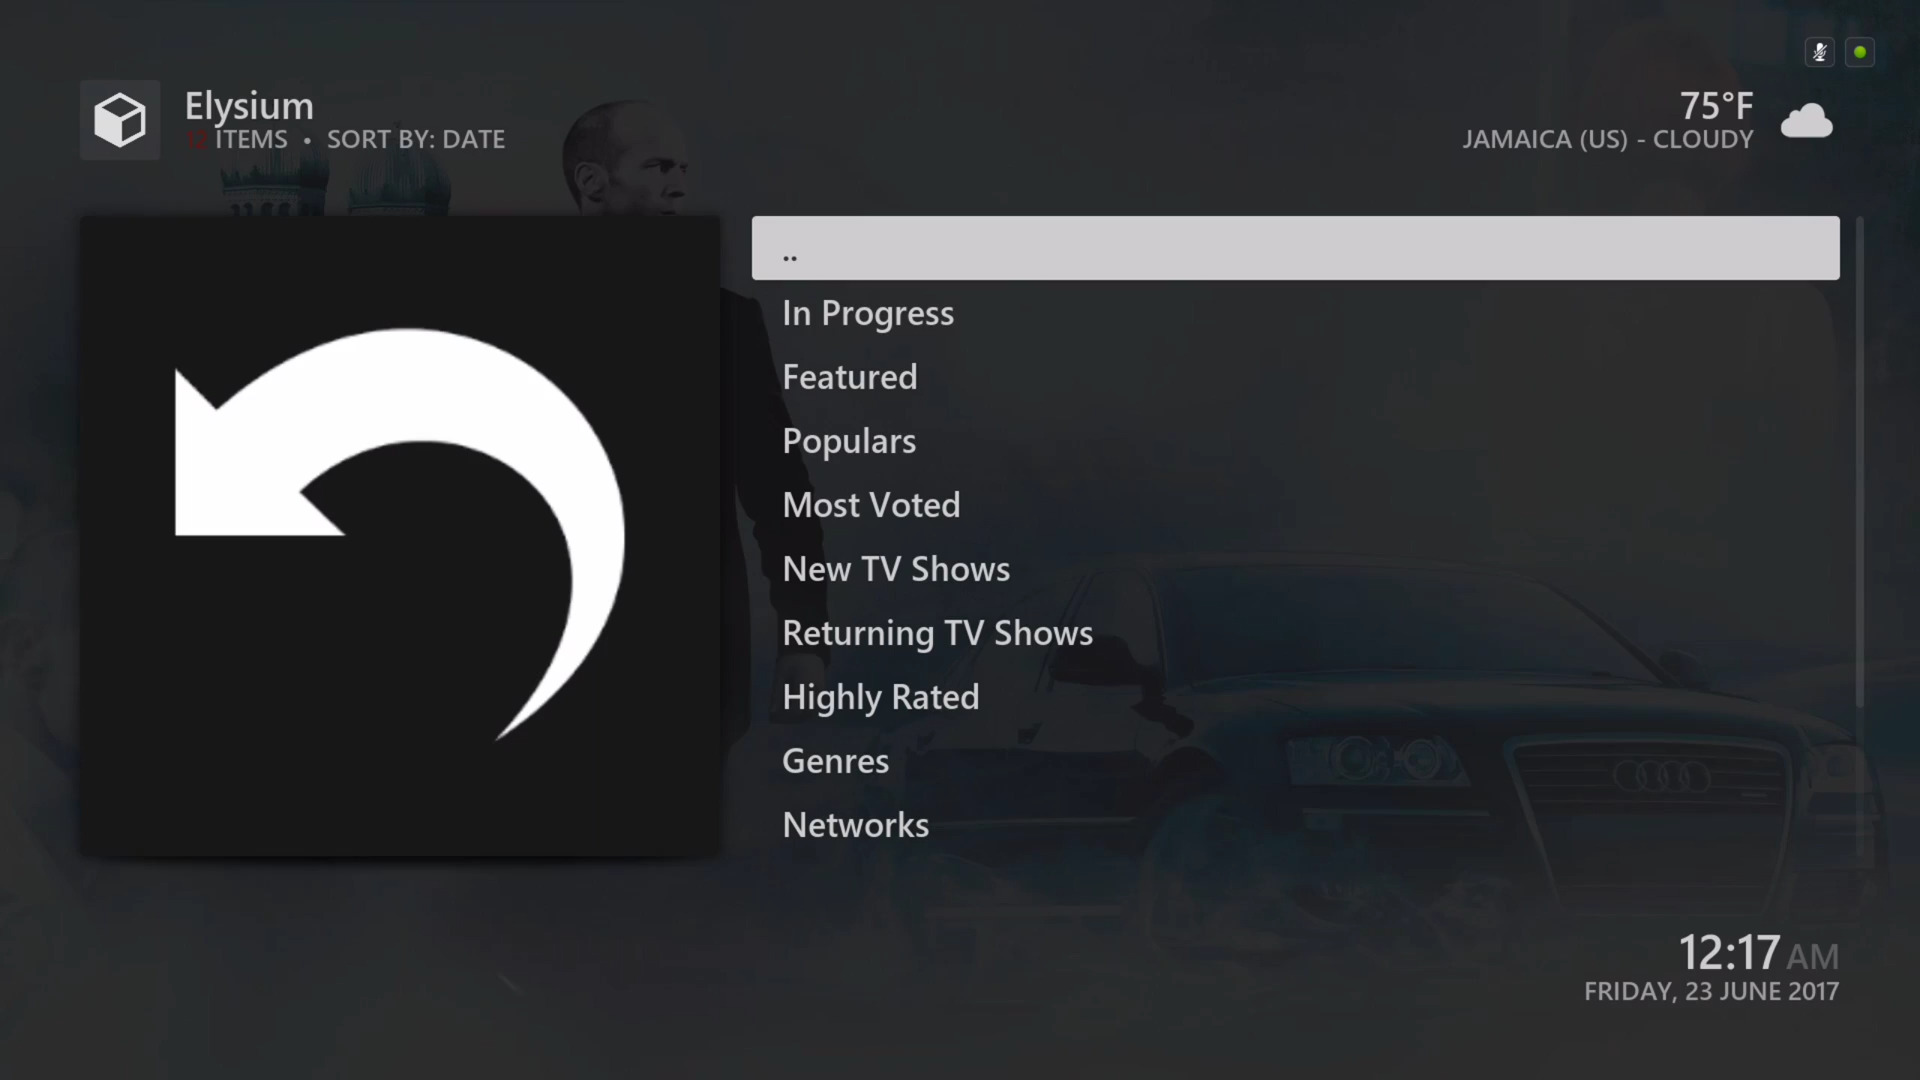 Elysium
12 ITEMS • SORT BY: DATE
75°F
JAMAICA (US) - CLOUDY
..
In Progress
Featured
Populars
Most Voted
New TV Shows
Returning TV Shows
Highly Rated
Genres
Networks
12:17 AM
FRIDAY, 23 JUNE 2017